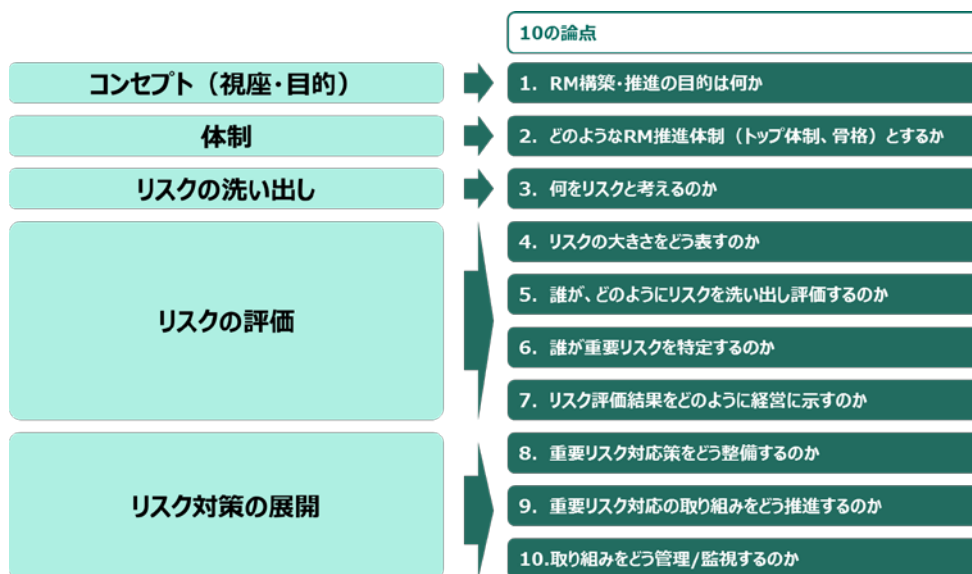 10の論点
コンセプト（視座・目的）
1. RM構築・推進の目的は何か
体制
2. どのようなRM推進体制（トップ体制、骨格）とするか
リスクの洗い出し
3. 何をリスクと考えるのか
リスクの評価
4. リスクの大きさをどう表すのか
5. 誰が、どのようにリスクを洗い出し評価するのか
6. 誰が重要リスクを特定するのか
7. リスク評価結果をどのように経営に示すのか
リスク対策の展開
8. 重要リスク対応策をどう整備するのか
9. 重要リスク対応の取り組みをどう推進するのか
10.取り組みをどう管理/監視するのか